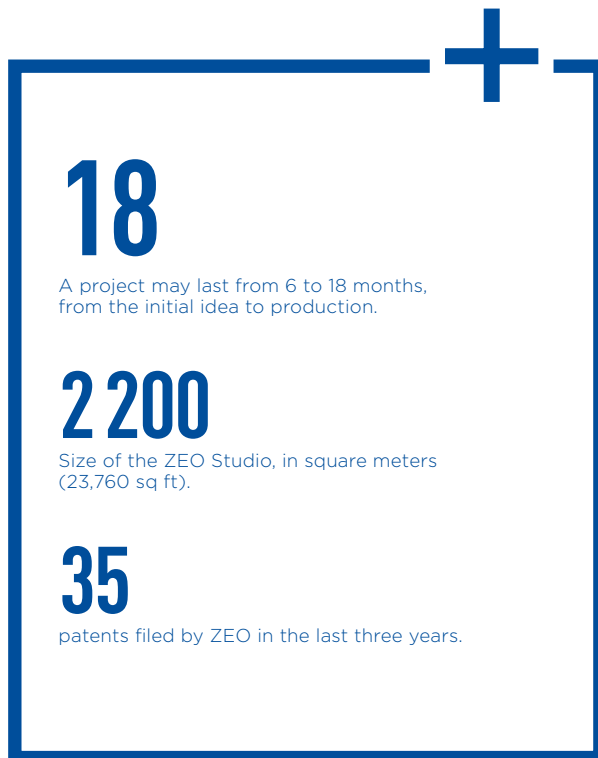 18
A project may last from 6 to 18 months,
from the initial idea to production.
2 200
Size of the ZEO Studio, in square meters
(23,760 sq ft).
35
patents filed by ZEO in the last three years.